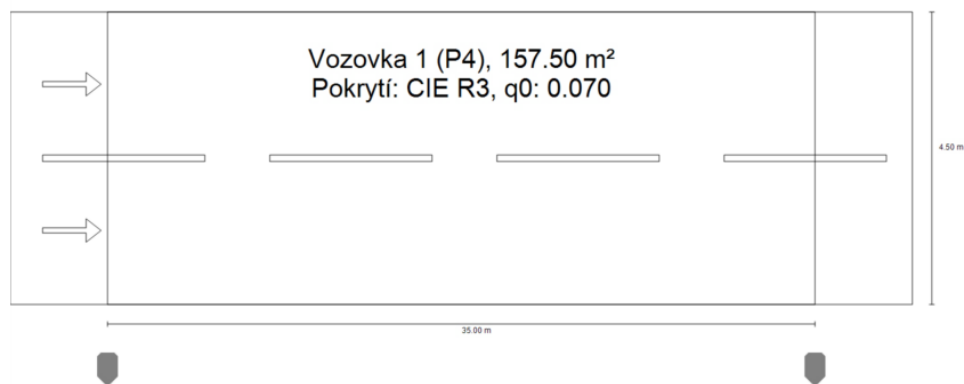 Vozovka 1 (P4), 157.50 m²
Pokrytí: CIE R3, q0: 0.070
4.50 m
35.00 m